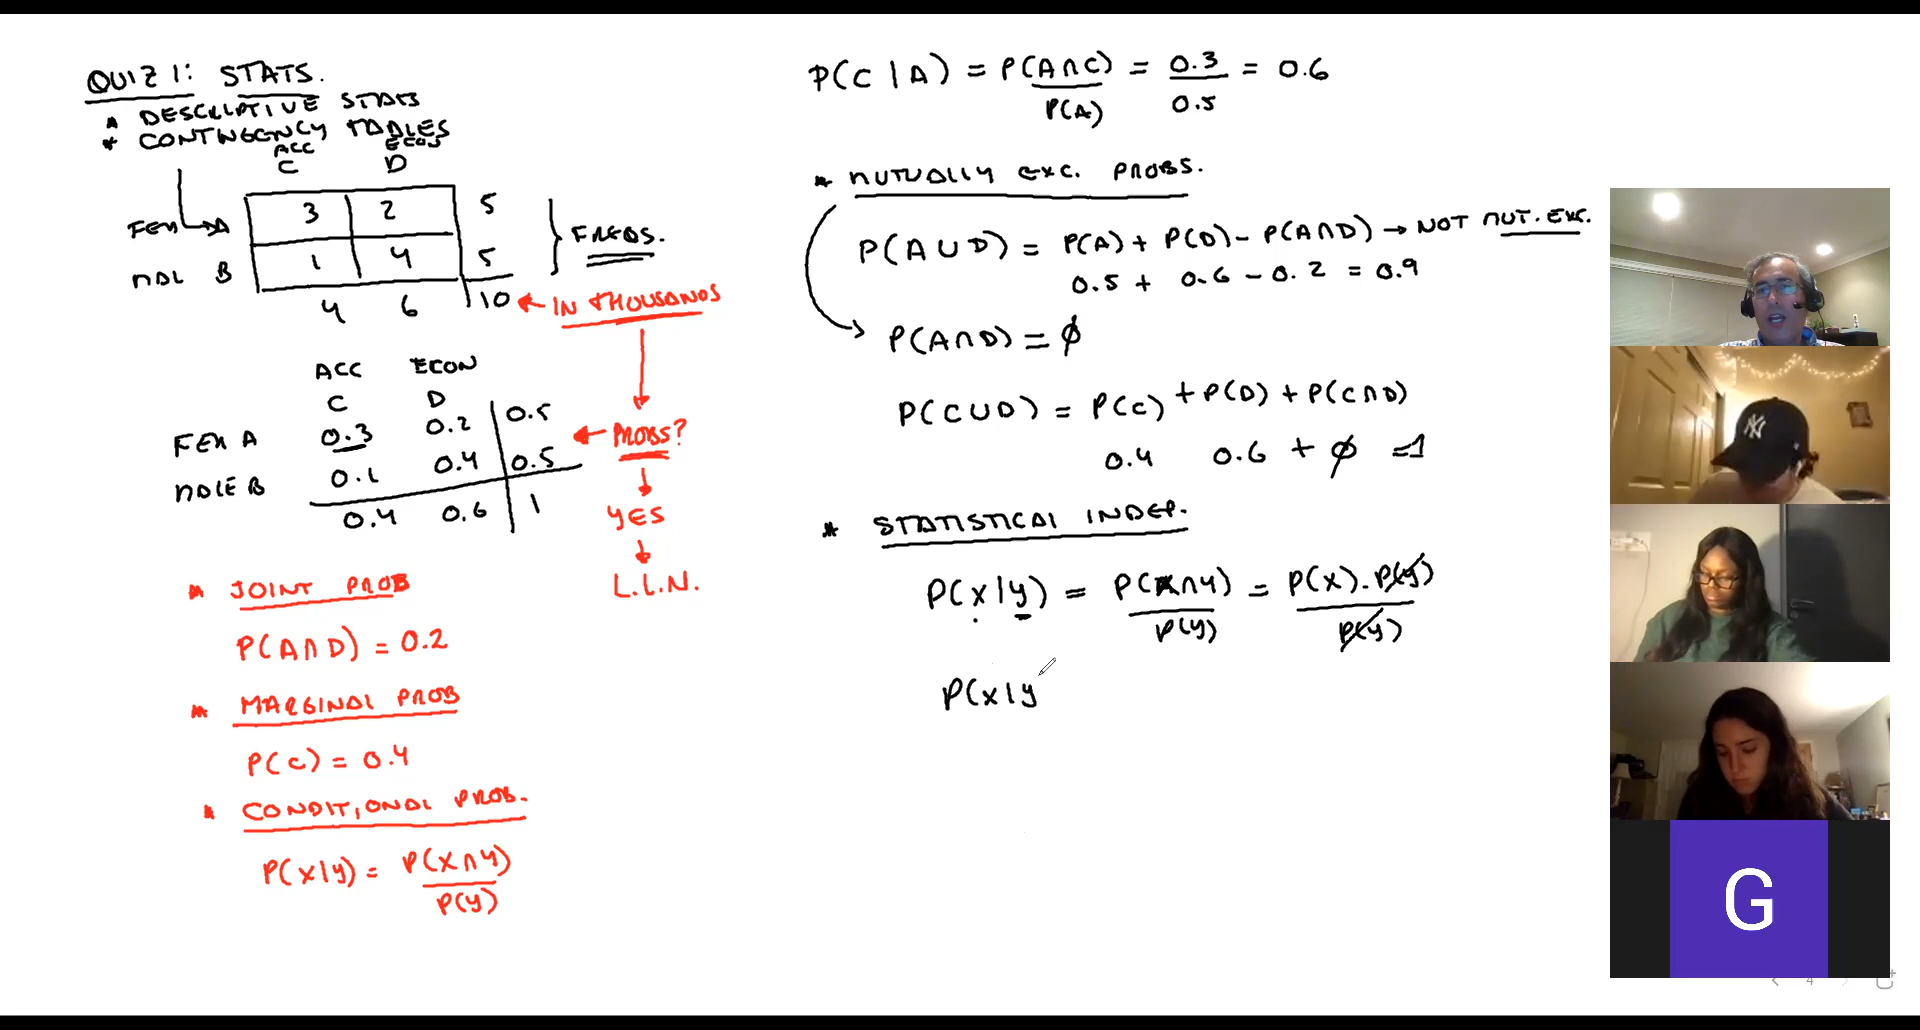 QUIZ 1: STATS.
* DESCRIPTIVE STATS
* CONTINGENCY TABLES
ACC ECON
C D
FEM A 3 2 5
MAL B 1 4 5
4 6 10
} FREQS.
← IN THOUSANDS
ACC ECON
C D
FEM A 0.3 0.2 0.5
MALE B 0.1 0.4 0.5
0.4 0.6 1
← PROBS?
YES
L.L.N.
* JOINT PROB
P(A∩D) = 0.2
* MARGINAL PROB
P(C) = 0.4
* CONDITIONAL PROB.
P(X|Y) = P(X∩Y) / P(Y)
P(C|A) = P(A∩C) / P(A) = 0.3 / 0.5 = 0.6
* MUTUALLY EXC. PROBS.
P(A∪D) = P(A) + P(D) - P(A∩D) → NOT MUT. EXC.
0.5 + 0.6 - 0.2 = 0.9
P(A∩D) = ∅
P(C∪D) = P(C) + P(D) + P(C∩D)
0.4 0.6 + ∅ =1
* STATISTICAL INDEP.
P(X|Y) = P(X∩Y) / P(Y) = P(X) . P(Y) / P(Y)
P(X|Y
G
4